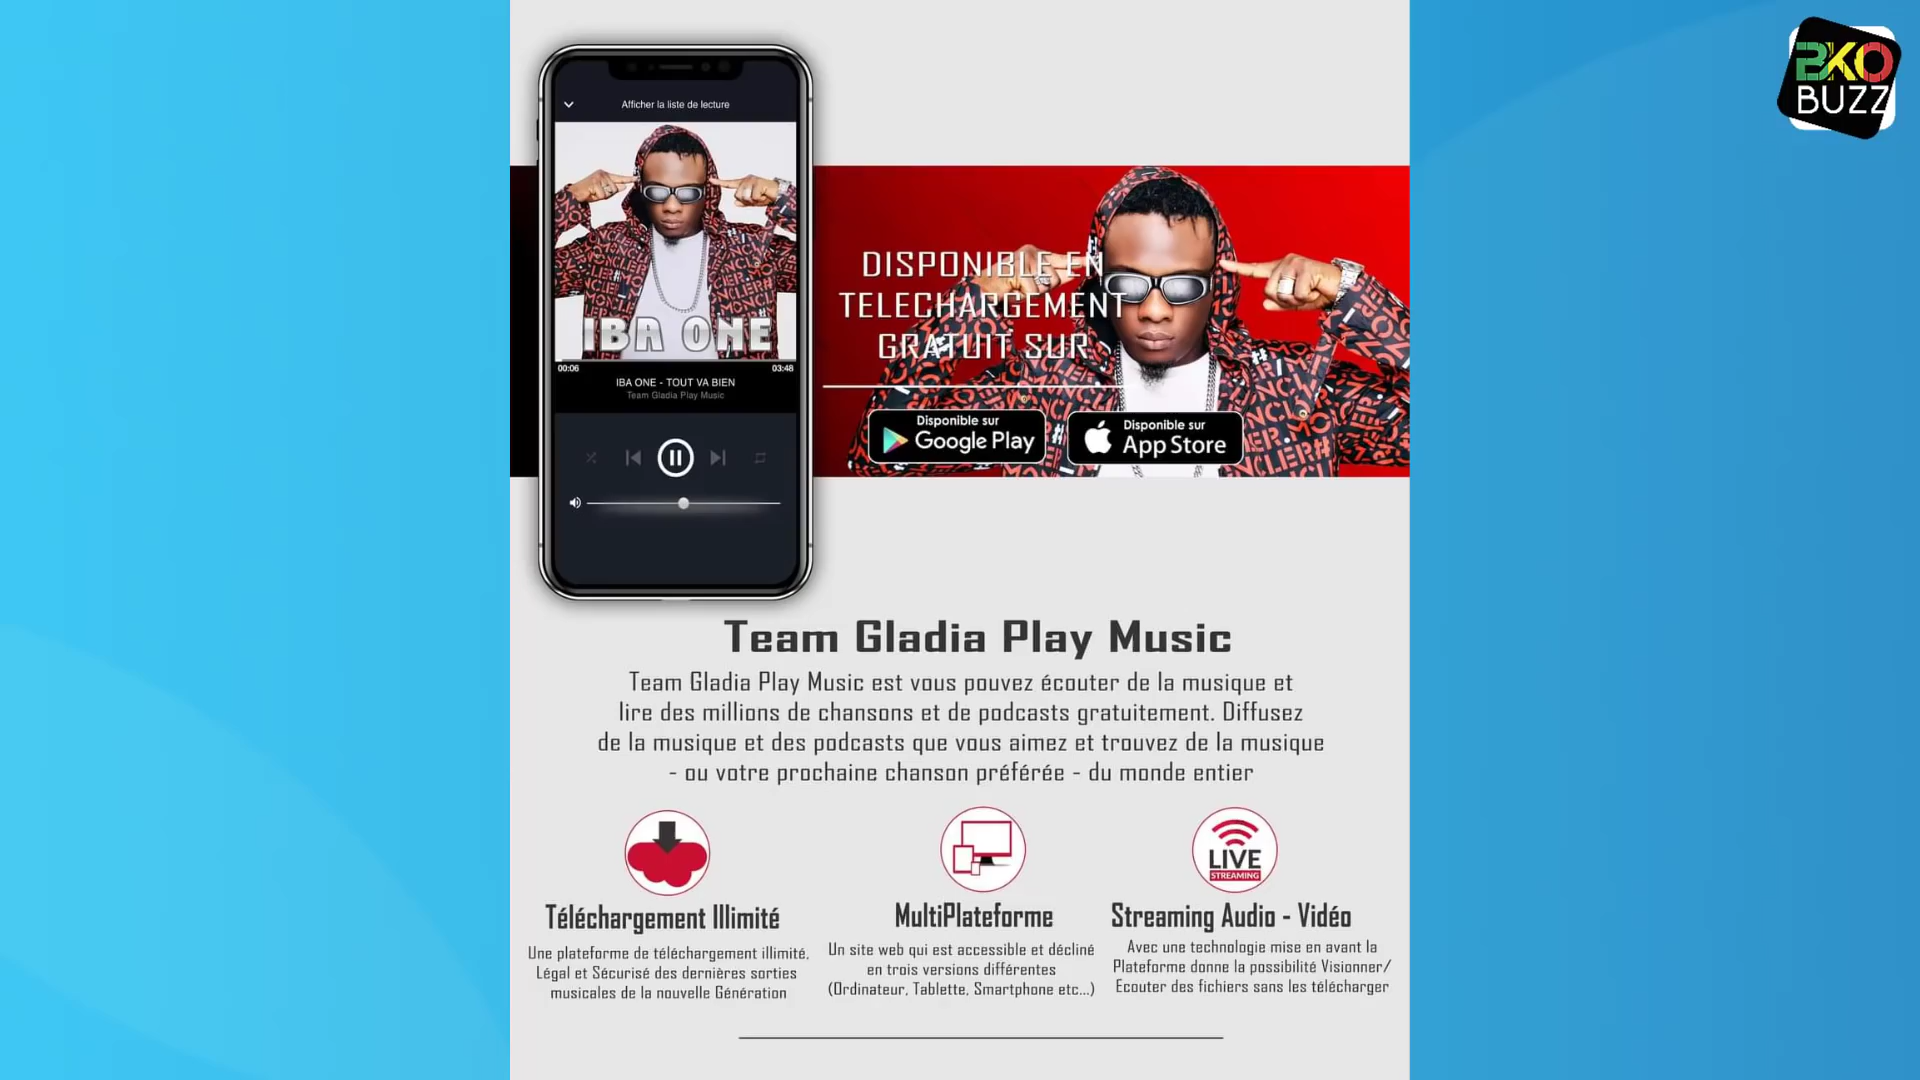 BKO
BUZZ
Afficher la liste de lecture
IBA ONE
00:06
03:48
IBA ONE - TOUT VA BIEN
Team Gladia Play Music
DISPONIBLE EN
TELECHARGEMENT
GRATUIT SUR
Disponible sur
Google Play
Disponible sur
App Store
Team Gladia Play Music
Team Gladia Play Music est vous pouvez écouter de la musique et
lire des millions de chansons et de podcasts gratuitement. Diffusez
de la musique et des podcasts que vous aimez et trouvez de la musique
- ou votre prochaine chanson préférée - du monde entier
LIVE
STREAMING
Téléchargement Illimité
Une plateforme de téléchargement illimité,
Légal et Sécurisé des dernières sorties
musicales de la nouvelle Génération
MultiPlateforme
Un site web qui est accessible et décliné
en trois versions différentes
(Ordinateur, Tablette, Smartphone etc...)
Streaming Audio - Vidéo
Avec une technologie mise en avant la
Plateforme donne la possibilité Visionner/
Ecouter des fichiers sans les télécharger